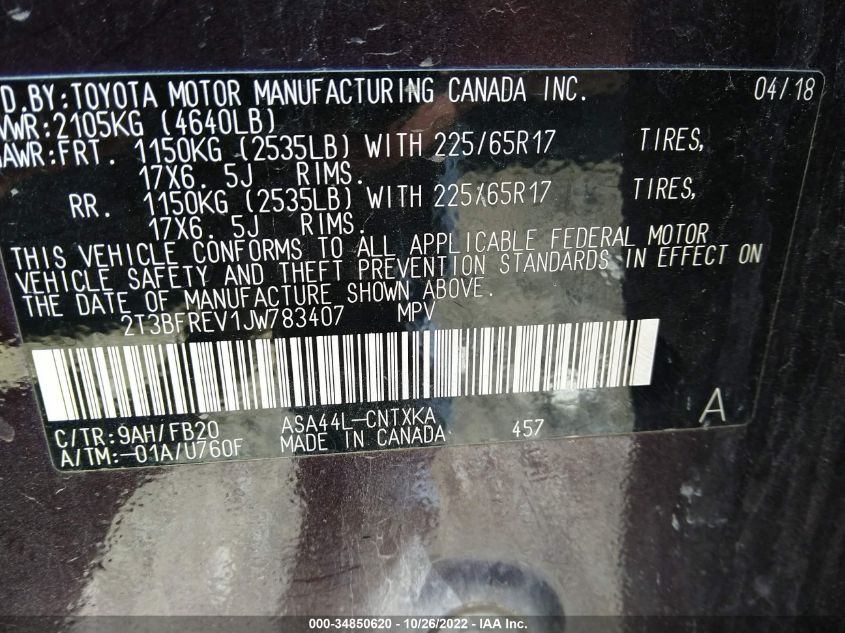 D.BY:TOYOTA MOTOR MANUFACTURING CANADA INC. 04/18
VWR:2105KG (4640LB)
AWR:FRT. 1150KG (2535LB) WITH 225/65R17 TIRES,
17X6. 5J RIMS.
RR. 1150KG (2535LB) WITH 225/65R17 TIRES,
17X6. 5J RIMS.
THIS VEHICLE CONFORMS TO ALL APPLICABLE FEDERAL MOTOR
VEHICLE SAFETY AND THEFT PREVENTION STANDARDS IN EFFECT ON
THE DATE OF MANUFACTURE SHOWN ABOVE.
2T3BFREV1JW783407 MPV
C/TR:9AH/FB20 ASA44L-CNTXKA 457 A
A/TM:-01A/U760F MADE IN CANADA
000-34850620 - 10/26/2022 - IAA Inc.